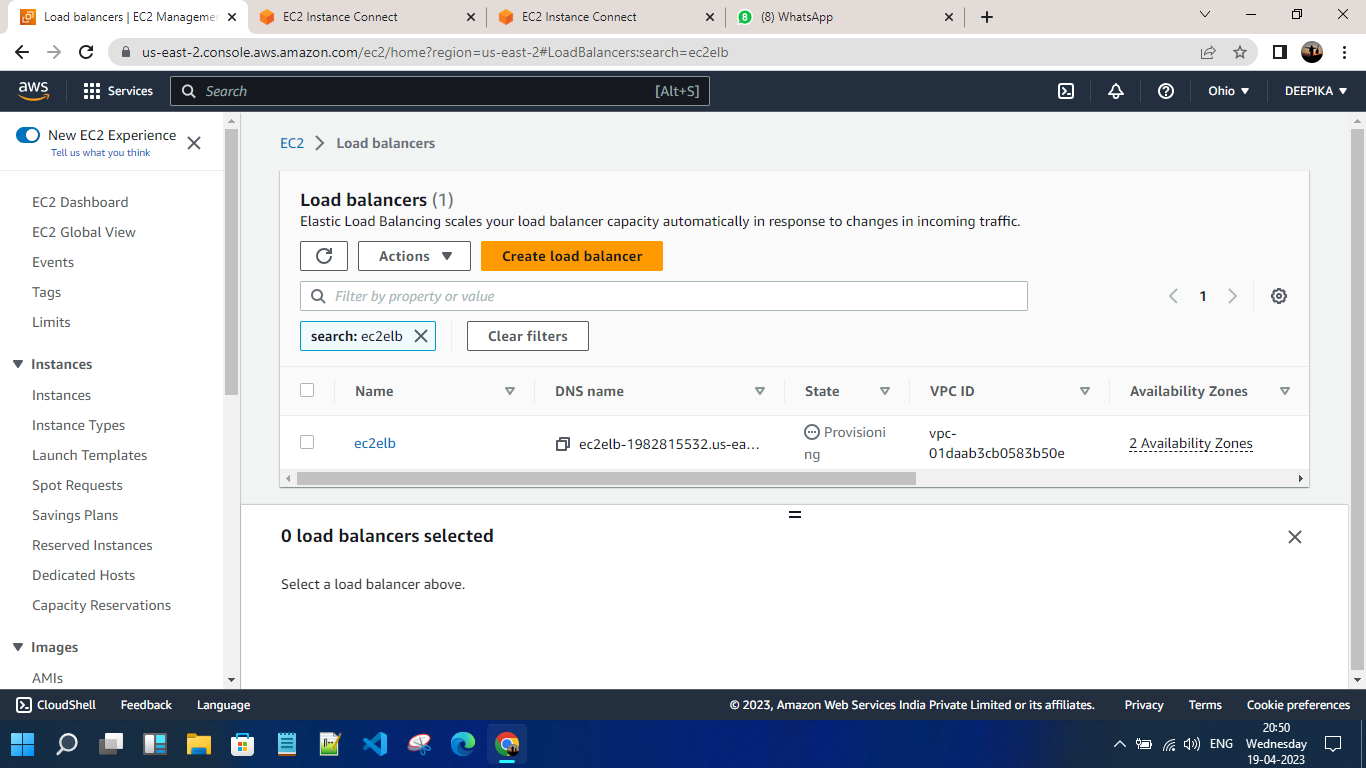 Load balancers | EC2 Managemen
EC2 Instance Connect
EC2 Instance Connect
(8) WhatsApp
us-east-2.console.aws.amazon.com/ec2/home?region=us-east-2#LoadBalancers:search=ec2elb
aws
Services
Search
[Alt+S]
Ohio
DEEPIKA
New EC2 Experience
Tell us what you think
EC2 Dashboard
EC2 Global View
Events
Tags
Limits
Instances
Instances
Instance Types
Launch Templates
Spot Requests
Savings Plans
Reserved Instances
Dedicated Hosts
Capacity Reservations
Images
AMIs
EC2
Load balancers
Load balancers (1)
Elastic Load Balancing scales your load balancer capacity automatically in response to changes in incoming traffic.
Actions
Create load balancer
Filter by property or value
1
search: ec2elb
Clear filters
Name
DNS name
State
VPC ID
Availability Zones
ec2elb
ec2elb-1982815532.us-ea...
Provisioni
ng
vpc-
01daab3cb0583b50e
2 Availability Zones
0 load balancers selected
Select a load balancer above.
CloudShell
Feedback
Language
© 2023, Amazon Web Services India Private Limited or its affiliates.
Privacy
Terms
Cookie preferences
ENG
20:50
Wednesday
19-04-2023